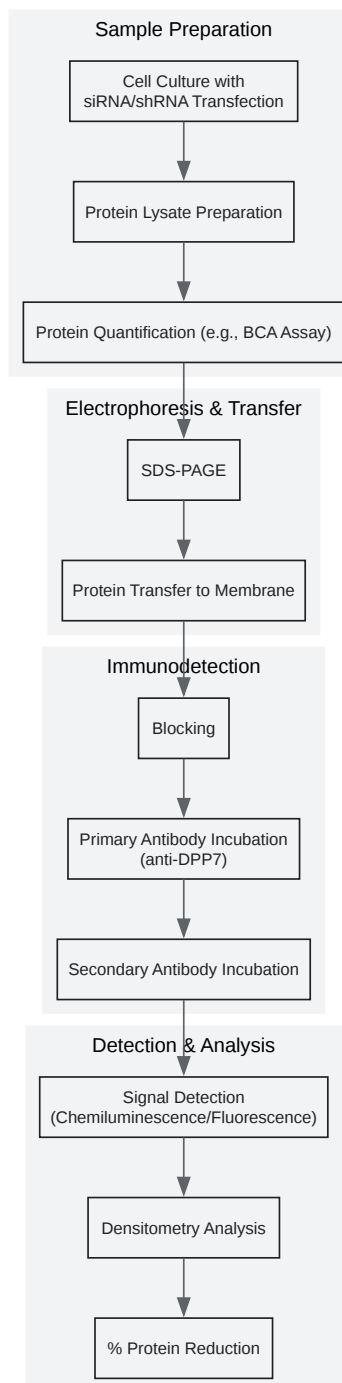 Sample Preparation
Cell Culture with
siRNA/shRNA Transfection
Protein Lysate Preparation
Protein Quantification (e.g., BCA Assay)
Electrophoresis & Transfer
SDS-PAGE
Protein Transfer to Membrane
Immunodetection
Blocking
Primary Antibody Incubation
(anti-DPP7)
Secondary Antibody Incubation
Detection & Analysis
Signal Detection
(Chemiluminescence/Fluorescence)
Densitometry Analysis
% Protein Reduction